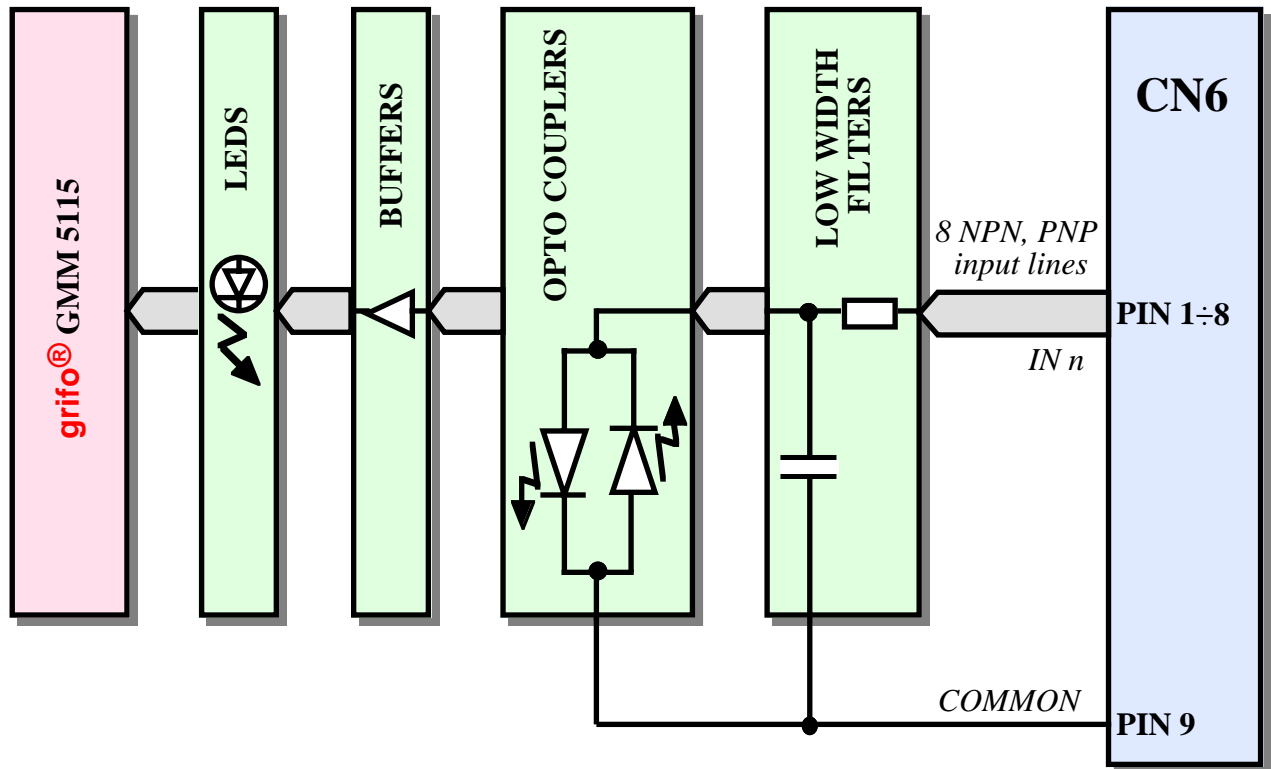 grifo® GMM 5115
LEDS
BUFFERS
OPTO COUPLERS
LOW WIDTH
FILTERS
CN6
8 NPN, PNP
input lines
PIN 1÷8
IN n
COMMON
PIN 9